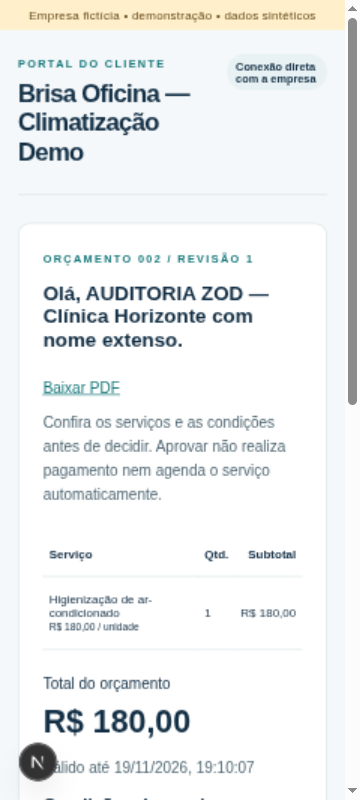 Empresa fictícia • demonstração • dados sintéticos
PORTAL DO CLIENTE
Brisa Oficina —
Climatização
Demo
Conexão direta
com a empresa
ORÇAMENTO 002 / REVISÃO 1
Olá, AUDITORIA ZOD —
Clínica Horizonte com
nome extenso.
Baixar PDF
Confira os serviços e as condições
antes de decidir. Aprovar não realiza
pagamento nem agenda o serviço
automaticamente.
Serviço Qtd. Subtotal
Higienização de ar-
condicionado
R$ 180,00 / unidade
1 R$ 180,00
Total do orçamento
R$ 180,00
N
álido até 19/11/2026, 19:10:07